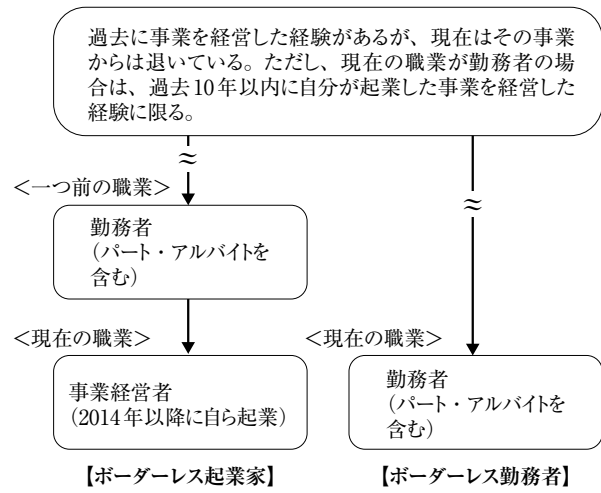 過去に事業を経営した経験があるが、現在はその事業
からは退いている。ただし、現在の職業が勤務者の場
合は、過去10年以内に自分が起業した事業を経営した
経験に限る。
≈
≈
＜一つ前の職業＞
勤務者
（パート・アルバイトを
含む）
＜現在の職業＞
事業経営者
（2014年以降に自ら起業）
【ボーダーレス起業家】
＜現在の職業＞
勤務者
（パート・アルバイトを
含む）
【ボーダーレス勤務者】